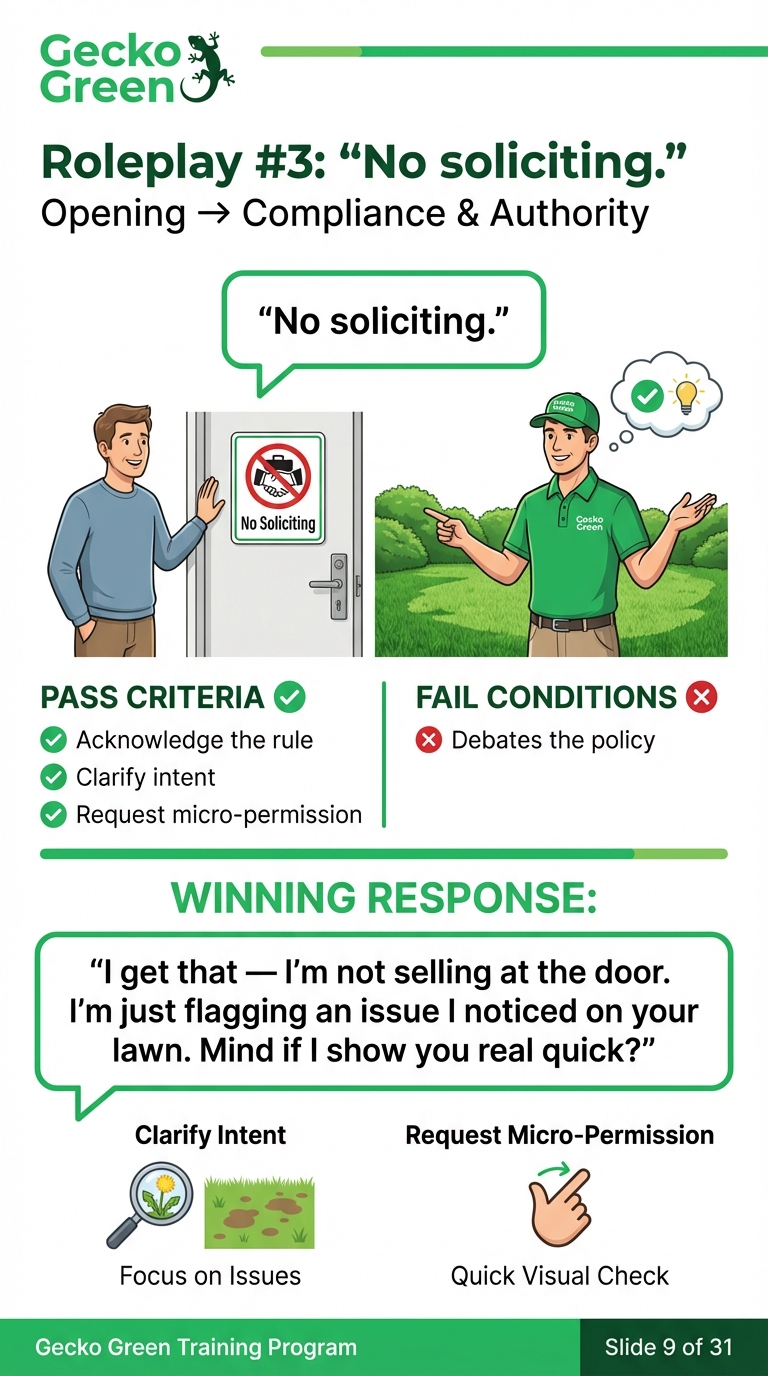 Gecko
Green
Roleplay #3: “No soliciting.”
Opening → Compliance & Authority
“No soliciting.”
No Soliciting
Gosko
Green
PASS CRITERIA
Acknowledge the rule
Clarify intent
Request micro-permission
FAIL CONDITIONS
Debates the policy
WINNING RESPONSE:
“I get that — I’m not selling at the door.
I’m just flagging an issue I noticed on your
lawn. Mind if I show you real quick?”
Clarify Intent
Focus on Issues
Request Micro-Permission
Quick Visual Check
Gecko Green Training Program
Slide 9 of 31